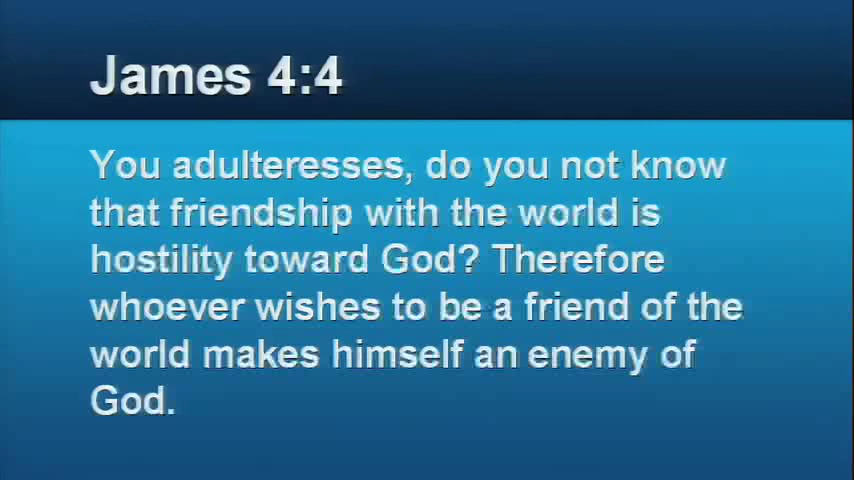 James 4:4
You adulteresses, do you not know
that friendship with the world is
hostility toward God? Therefore
whoever wishes to be a friend of the
world makes himself an enemy of
God.